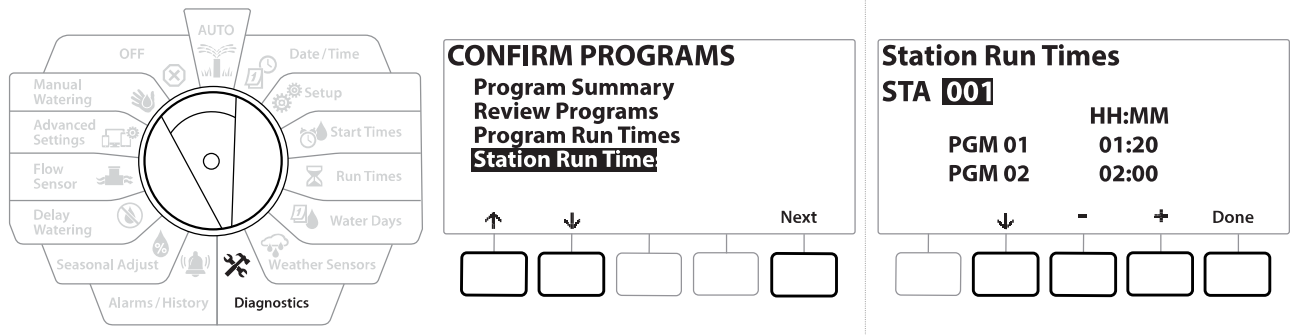 AUTO
OFF
Date / Time
Manual
Watering
Setup
Advanced
Settings
Start Times
Flow
Sensor
Run Times
Delay
Watering
Water Days
Seasonal Adjust
%
Weather Sensors
Alarms / History
Diagnostics
CONFIRM PROGRAMS
Program Summary
Review Programs
Program Run Times
Station Run Times
Next
Station Run Times
STA 001
HH:MM
PGM 01 01:20
PGM 02 02:00
- + Done